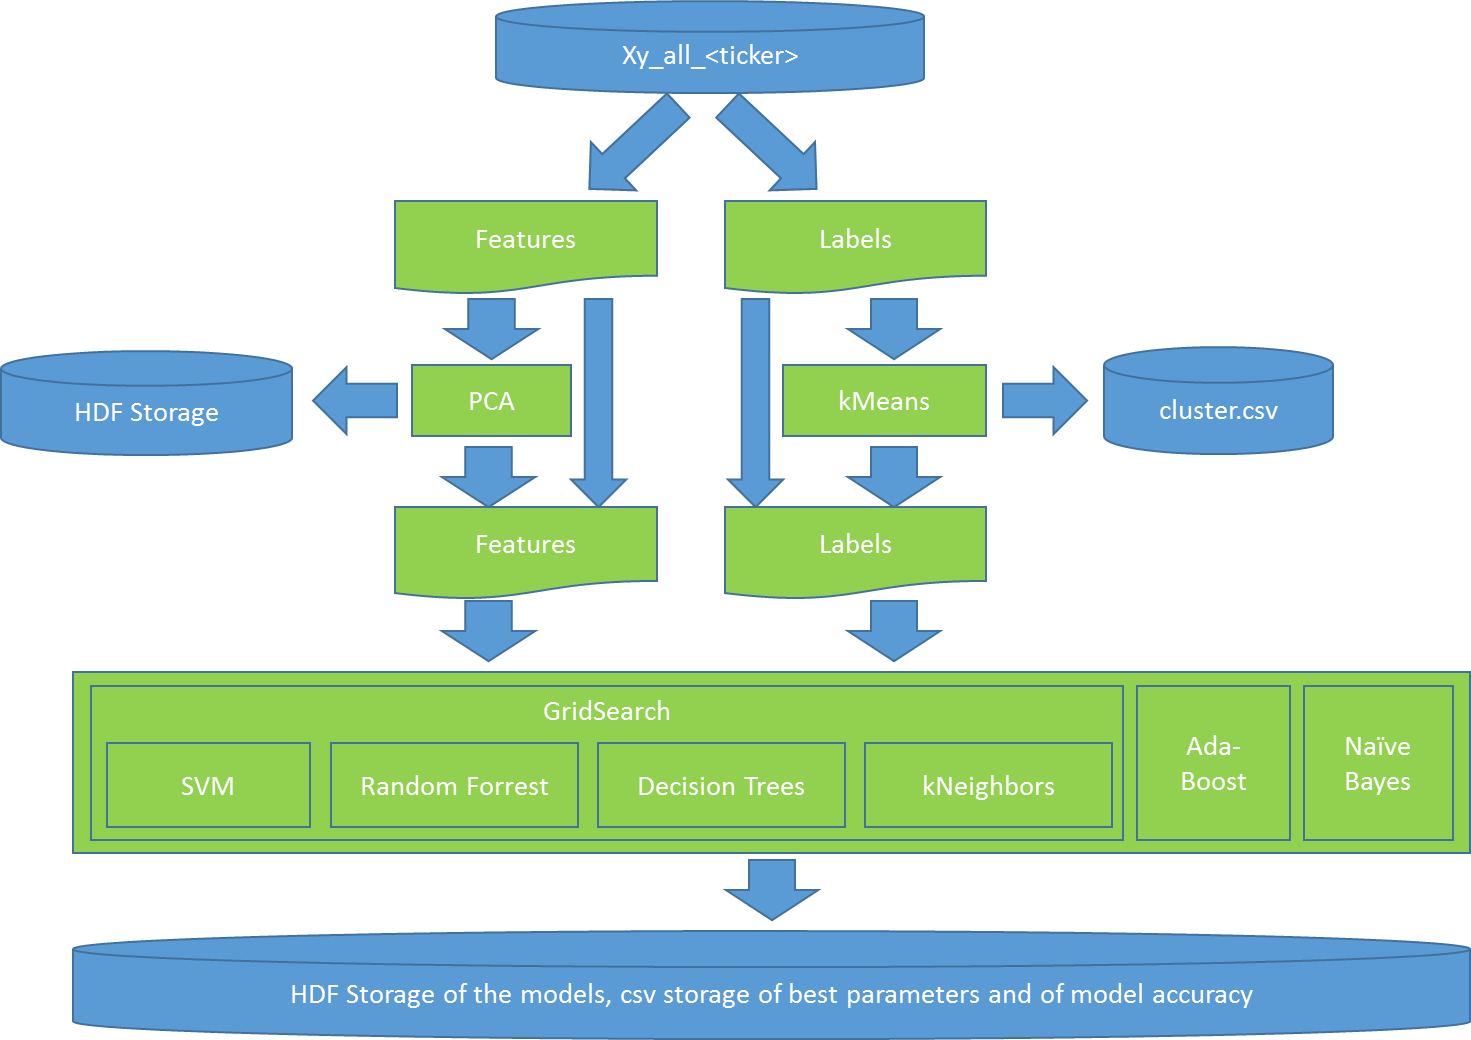 Xy_all_<ticker>
Features
Labels
HDF Storage
PCA
kMeans
cluster.csv
Features
Labels
GridSearch
SVM
Random Forrest
Decision Trees
kNeighbors
Ada-
Boost
Naïve
Bayes
HDF Storage of the models, csv storage of best parameters and of model accuracy